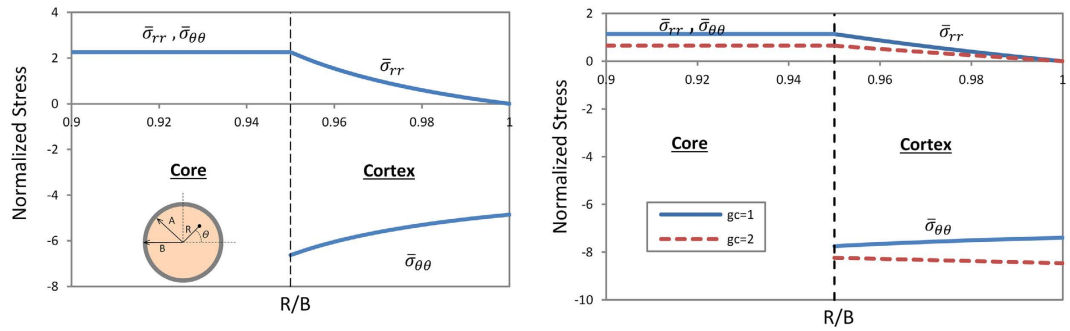 4
2
0
-2
-4
-6
-8
0.9
0.92
0.94
0.96
0.98
1
Normalized Stress
R/B
σ̄rr , σ̄θθ
σ̄rr
Core
Cortex
σ̄θθ
A
R
B
θ
2
0
-2
-4
-6
-8
-10
0.9
0.92
0.94
0.96
0.98
1
Normalized Stress
R/B
σ̄rr , σ̄θθ
σ̄rr
Core
Cortex
gc=1
gc=2
σ̄θθ